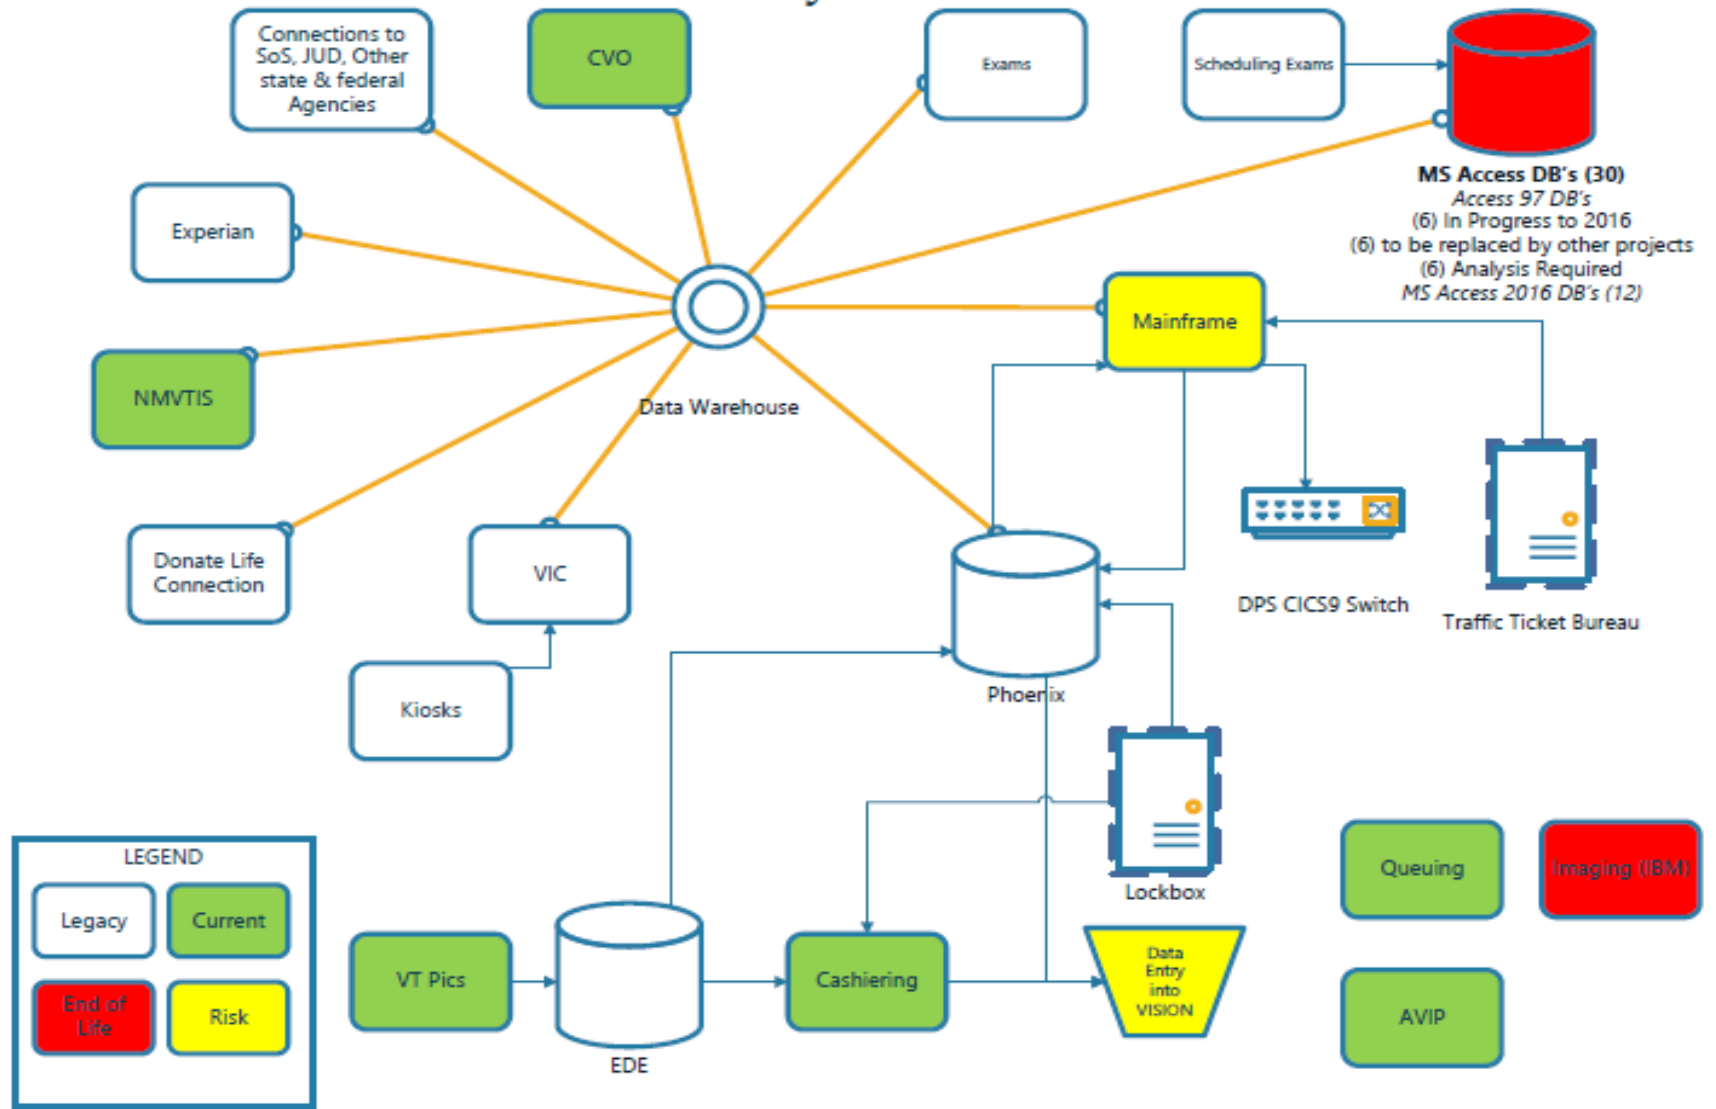 Connections to
SoS, JUD, Other
state & federal
Agencies
CVO
Exams
Scheduling Exams
MS Access DB's (30)
Access 97 DB's
(6) In Progress to 2016
(6) to be replaced by other projects
(6) Analysis Required
MS Access 2016 DB's (12)
Experian
Mainframe
NMVTIS
Data Warehouse
Donate Life
Connection
VIC
DPS CICS9 Switch
Traffic Ticket Bureau
Kiosks
Phoenix
Lockbox
LEGEND
Legacy
Current
End of
Life
Risk
VT Pics
EDE
Cashiering
Data
Entry
into
VISION
Queuing
Imaging (IBM)
AVIP